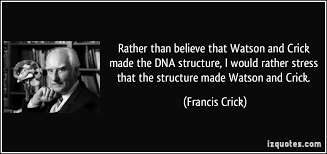 Rather than believe that Watson and Crick
made the DNA structure, I would rather stress
that the structure made Watson and Crick.
(Francis Crick)
izquotes.com